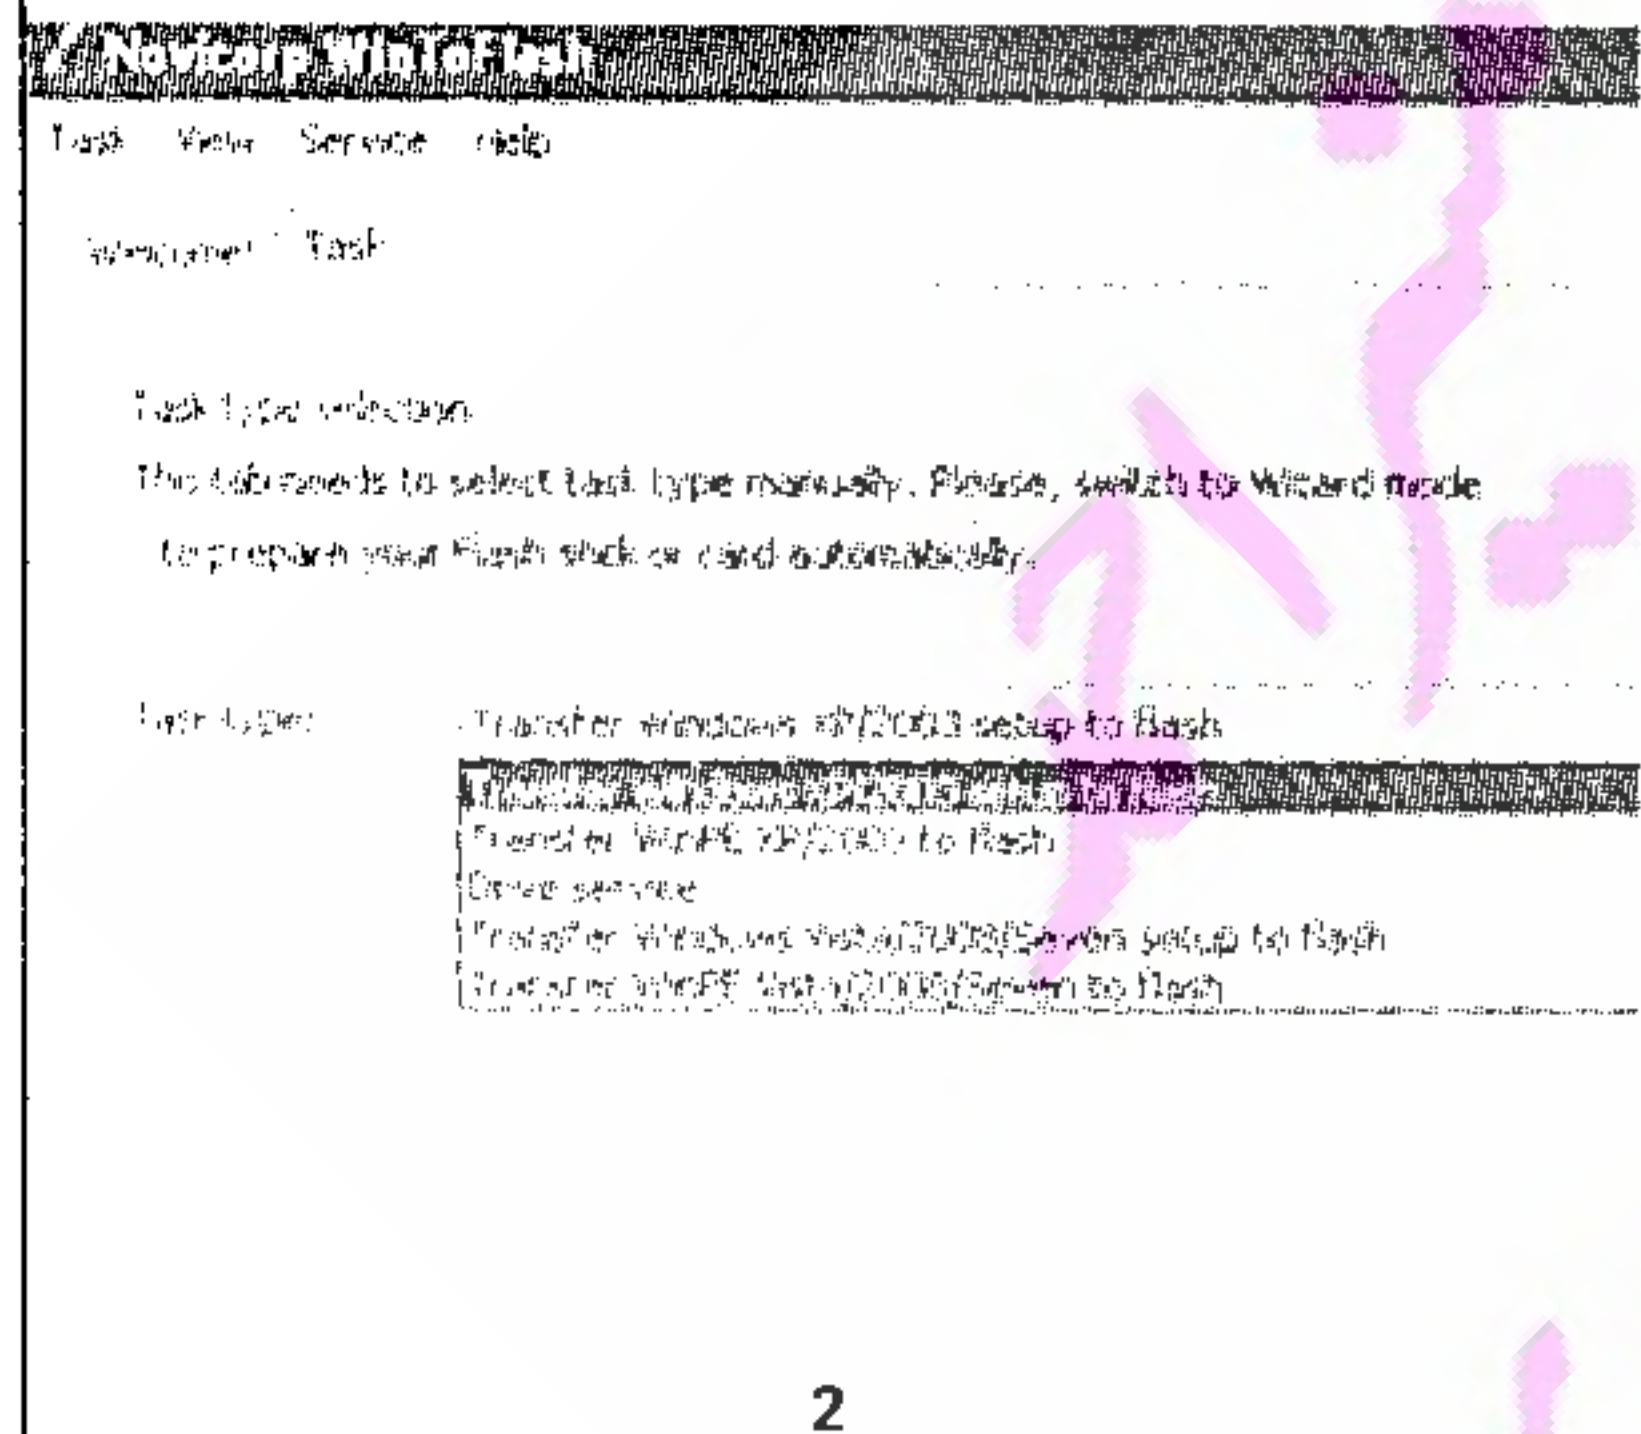 Novicorp WinToFlash
Task View Service Help
Welcome! Task
Task type selection
This tab needs to select task type manually. Please, switch to Wizard mode
to prepare your Flash stick or card automatically.
Task type:
Transfer Windows XP/2003 setup to flash
Transfer WinPE XP/2003 to flash
Erase service
Transfer Windows Vista/2008/Seven setup to flash
Transfer WinPE Vista/2008/Seven to flash
2